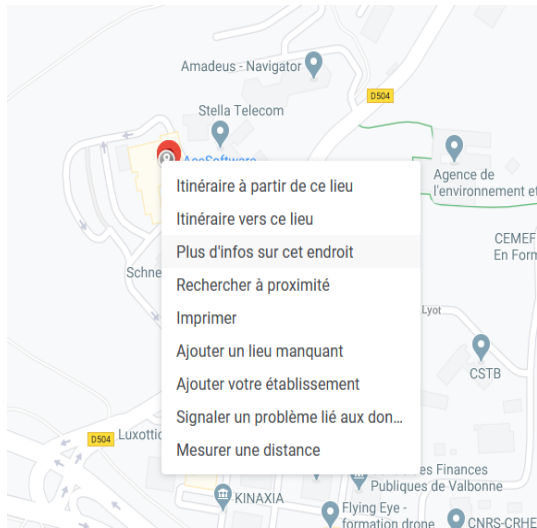 Amadeus - Navigator
D504
Stella Telecom
AceSoftware
Agence de
l'environnement et
Itinéraire à partir de ce lieu
Itinéraire vers ce lieu
Plus d'infos sur cet endroit
CEMEF
En Form
Schne
Rechercher à proximité
Imprimer
Lyot
Ajouter un lieu manquant
Ajouter votre établissement
CSTB
Signaler un problème lié aux don...
D504
Luxottic
Mesurer une distance
es Finances
Publiques de Valbonne
KINAXIA
Flying Eye -
formation drone
CNRS-CRHE